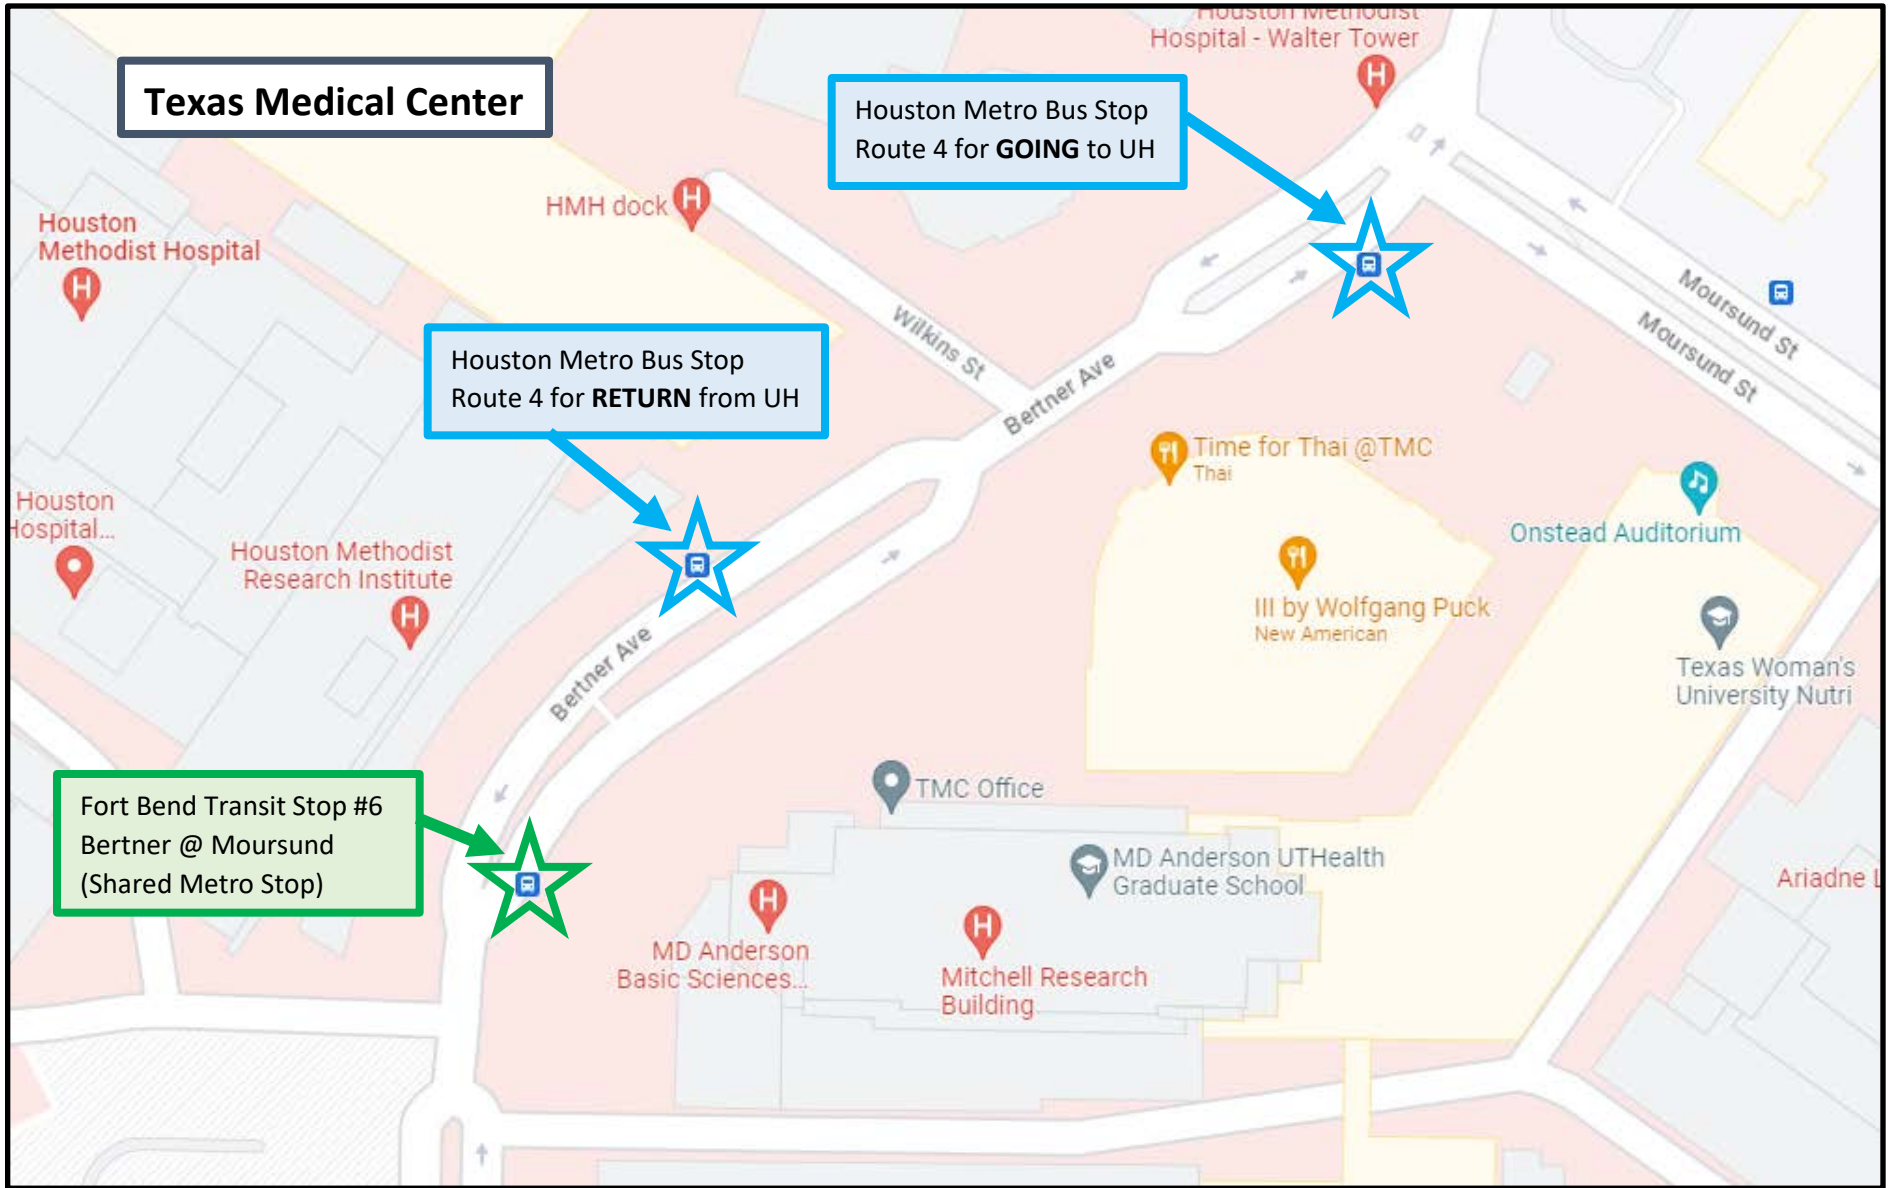 Houston Methodist
Hospital - Walter Tower
Texas Medical Center
Houston Metro Bus Stop
Route 4 for GOING to UH
HMH dock
Houston
Methodist Hospital
Wilkins St
Moursund St
Moursund St
Houston Metro Bus Stop
Route 4 for RETURN from UH
Bertner Ave
Time for Thai @TMC
Thai
Houston
Hospital...
Onstead Auditorium
Houston Methodist
Research Institute
III by Wolfgang Puck
New American
Bertner Ave
Texas Woman's
University Nutri
Fort Bend Transit Stop #6
Bertner @ Moursund
(Shared Metro Stop)
TMC Office
MD Anderson UTHealth
Graduate School
Ariadne L
MD Anderson
Basic Sciences...
Mitchell Research
Building